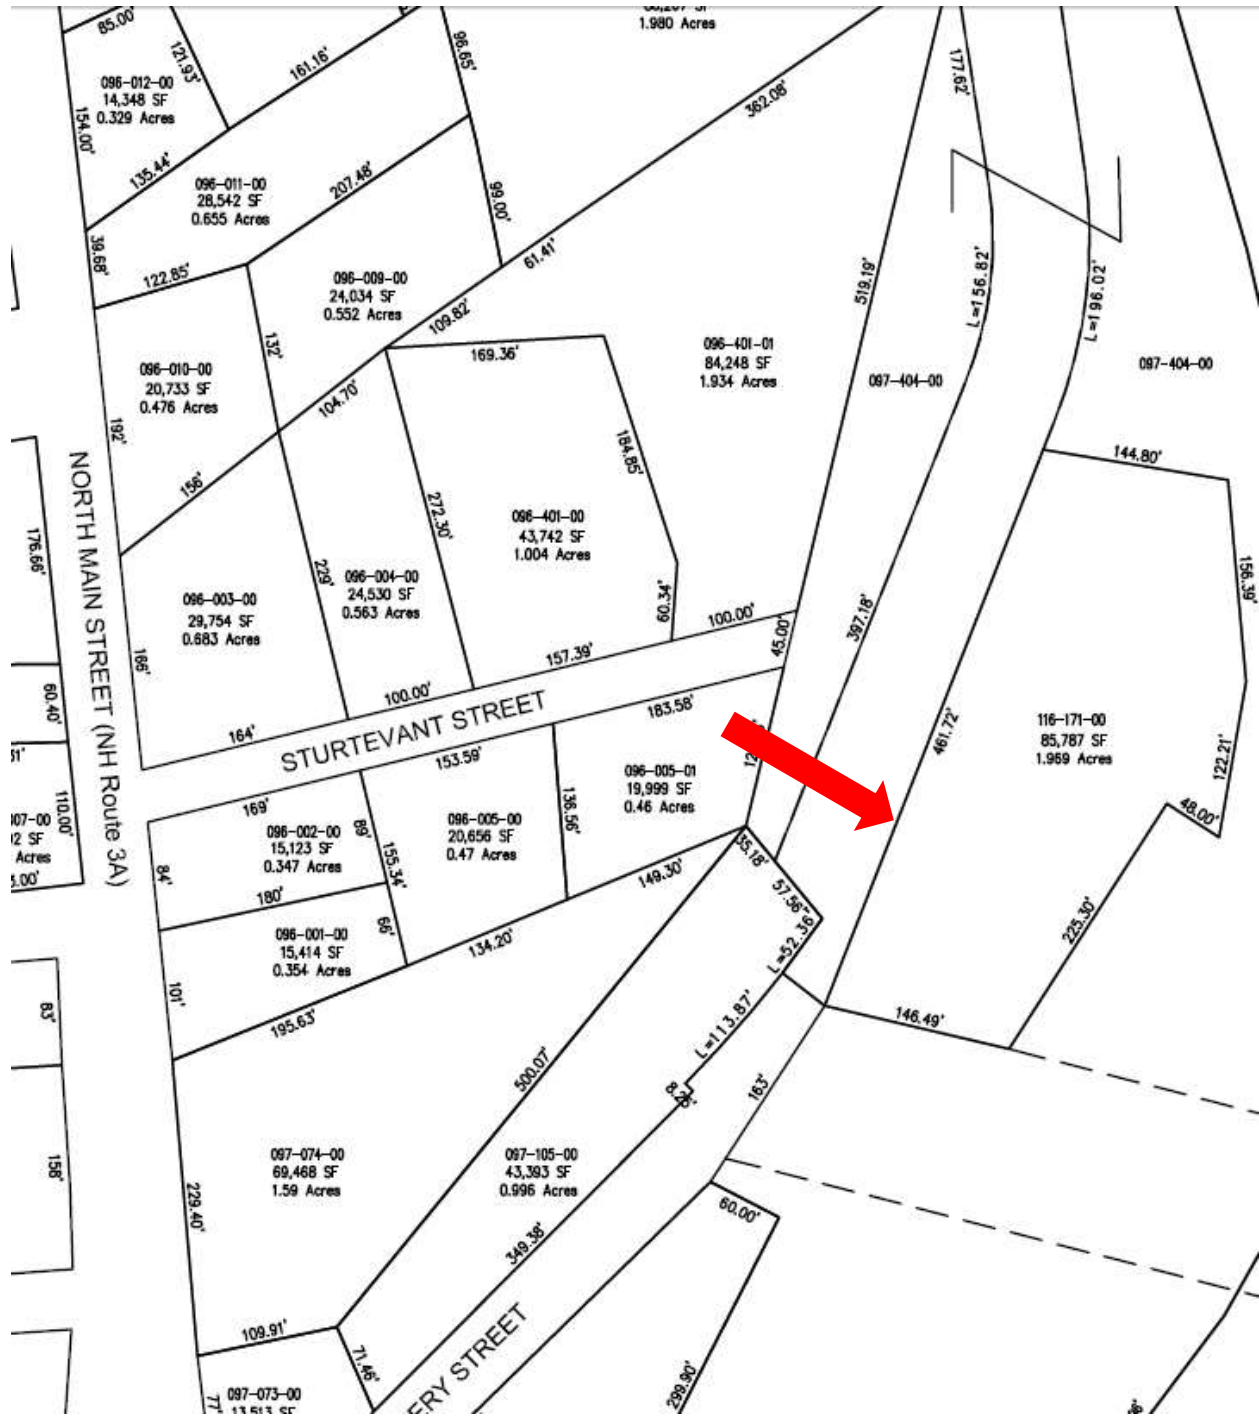 85.00'
121.93'
161.16'
96.65'
1.980 Acres
177.62'
096-012-00
14,348 SF
0.329 Acres
154.00'
135.44'
362.08'
096-011-00
28,542 SF
0.655 Acres
207.48'
99.00'
39.68'
122.85'
61.41'
096-009-00
24,034 SF
0.552 Acres
109.82'
519.19'
L=156.82'
L=196.02'
132'
169.36'
096-401-01
84,248 SF
1.934 Acres
097-404-00
097-404-00
096-010-00
20,733 SF
0.476 Acres
104.70'
192'
184.85'
144.80'
156'
272.30'
096-401-00
43,742 SF
1.004 Acres
176.66'
NORTH MAIN STREET (NH Route 3A)
229'
096-004-00
24,530 SF
0.563 Acres
096-003-00
29,754 SF
0.683 Acres
60.34'
100.00'
397.18'
156.39'
166'
157.39'
45.00'
60.40'
100.00'
164'
STURTEVANT STREET
183.58'
461.72'
116-171-00
85,787 SF
1.969 Acres
122.21'
153.59'
096-005-01
19,999 SF
0.46 Acres
169'
136.56'
48.00'
110.00'
096-002-00
15,123 SF
0.347 Acres
89'
155.34'
096-005-00
20,656 SF
0.47 Acres
Acres
84'
35.18'
57.56'
149.30'
180'
66'
225.30'
096-001-00
15,414 SF
0.354 Acres
134.20'
L=52.36'
101'
83'
195.63'
146.49'
L=113.87'
500.07'
8.26'
163'
158'
097-074-00
69,468 SF
1.59 Acres
097-105-00
43,393 SF
0.996 Acres
229.40'
60.00'
349.38'
109.91'
71.46'
299.90'
77'
097-073-00
13,513 SF
ERY STREET